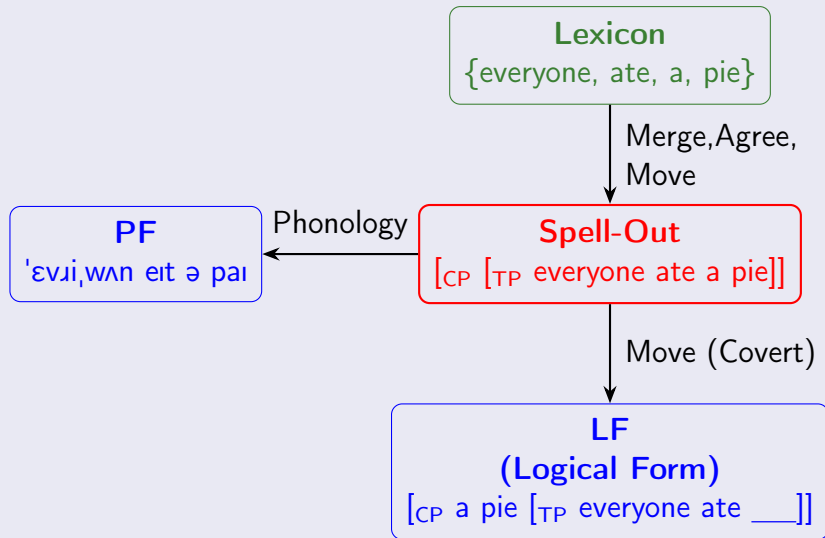 Lexicon
{everyone, ate, a, pie}
Merge,Agree,
Move
Phonology
PF
ˈɛvɹiˌwʌn eɪt ə paɪ
Spell-Out
[CP [TP everyone ate a pie]]
Move (Covert)
LF
(Logical Form)
[CP a pie [TP everyone ate ___]]